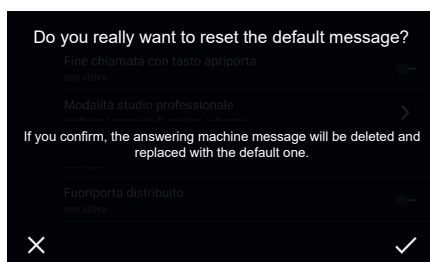 Do you really want to reset the default message?
Fine chiamata con tasto apriporta
non attivo
Modalità studio professionale
If you confirm, the answering machine message will be deleted and
replaced with the default one.
Fuoriporta distribuito
non attivo